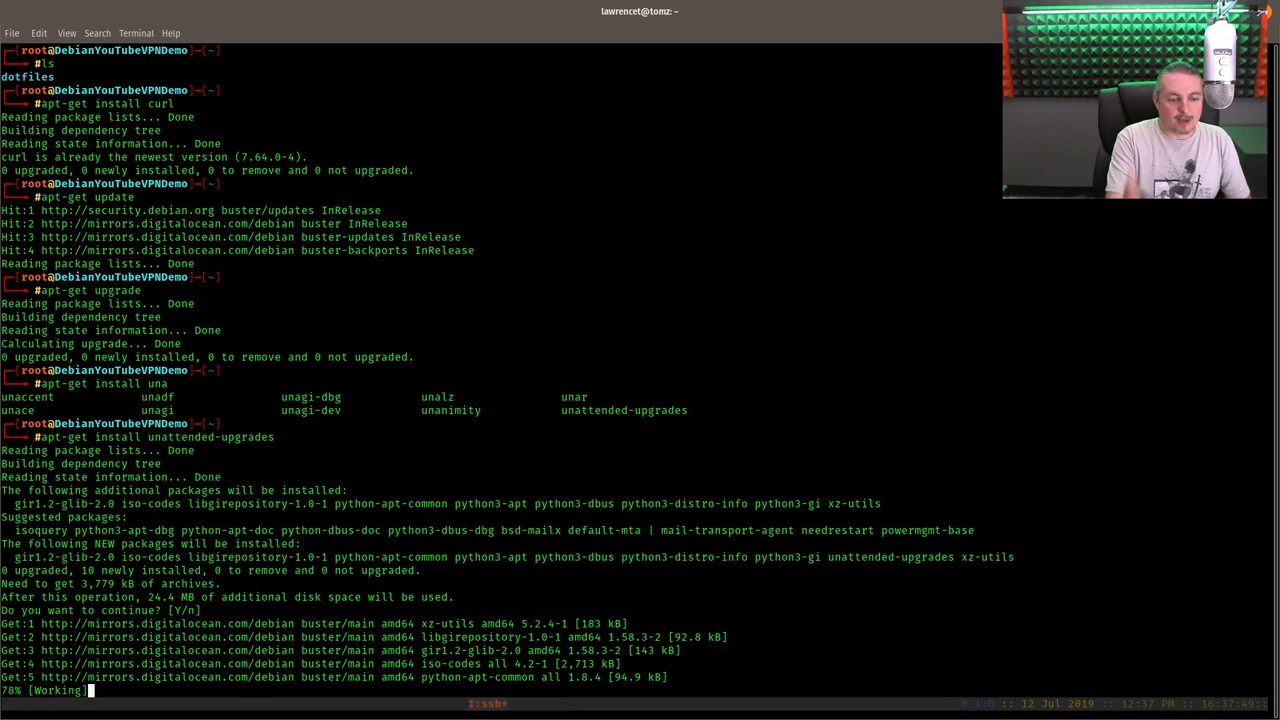 lawrencet@tomz: ~
File Edit View Search Terminal Help
[root@DebianYouTubeVPNDemo]─[~]
#ls
dotfiles
[root@DebianYouTubeVPNDemo]─[~]
#apt-get install curl
Reading package lists... Done
Building dependency tree
Reading state information... Done
curl is already the newest version (7.64.0-4).
0 upgraded, 0 newly installed, 0 to remove and 0 not upgraded.
[root@DebianYouTubeVPNDemo]─[~]
#apt-get update
Hit:1 http://security.debian.org buster/updates InRelease
Hit:2 http://mirrors.digitalocean.com/debian buster InRelease
Hit:3 http://mirrors.digitalocean.com/debian buster-updates InRelease
Hit:4 http://mirrors.digitalocean.com/debian buster-backports InRelease
Reading package lists... Done
[root@DebianYouTubeVPNDemo]─[~]
#apt-get upgrade
Reading package lists... Done
Building dependency tree
Reading state information... Done
Calculating upgrade... Done
0 upgraded, 0 newly installed, 0 to remove and 0 not upgraded.
[root@DebianYouTubeVPNDemo]─[~]
#apt-get install una
unaccent unadf unagi-dbg unalz unar
unace unagi unagi-dev unanimity unattended-upgrades
[root@DebianYouTubeVPNDemo]─[~]
#apt-get install unattended-upgrades
Reading package lists... Done
Building dependency tree
Reading state information... Done
The following additional packages will be installed:
gir1.2-glib-2.0 iso-codes libgirepository-1.0-1 python-apt-common python3-apt python3-dbus python3-distro-info python3-gi xz-utils
Suggested packages:
isoquery python3-apt-dbg python-apt-doc python-dbus-doc python3-dbus-dbg bsd-mailx default-mta | mail-transport-agent needrestart powermgmt-base
The following NEW packages will be installed:
gir1.2-glib-2.0 iso-codes libgirepository-1.0-1 python-apt-common python3-apt python3-dbus python3-distro-info python3-gi unattended-upgrades xz-utils
0 upgraded, 10 newly installed, 0 to remove and 0 not upgraded.
Need to get 3,779 kB of archives.
After this operation, 24.4 MB of additional disk space will be used.
Do you want to continue? [Y/n]
Get:1 http://mirrors.digitalocean.com/debian buster/main amd64 xz-utils amd64 5.2.4-1 [183 kB]
Get:2 http://mirrors.digitalocean.com/debian buster/main amd64 libgirepository-1.0-1 amd64 1.58.3-2 [92.8 kB]
Get:3 http://mirrors.digitalocean.com/debian buster/main amd64 gir1.2-glib-2.0 amd64 1.58.3-2 [143 kB]
Get:4 http://mirrors.digitalocean.com/debian buster/main amd64 iso-codes all 4.2-1 [2,713 kB]
Get:5 http://mirrors.digitalocean.com/debian buster/main amd64 python-apt-common all 1.8.4 [94.9 kB]
78% [Working]
1:ssh* 0 1:0 :: 12 Jul 2019 :: 12:37 PM :: 16:37:49::